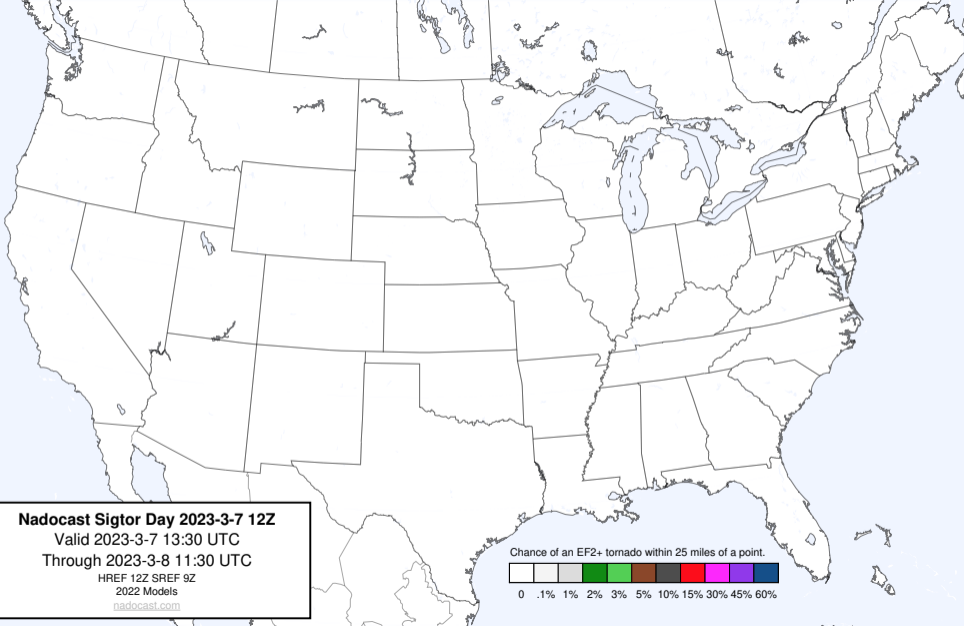 Nadocast Sigtor Day 2023-3-7 12Z
Valid 2023-3-7 13:30 UTC
Through 2023-3-8 11:30 UTC
HREF 12Z SREF 9Z
2022 Models
nadocast.com
Chance of an EF2+ tornado within 25 miles of a point.
0 .1% 1% 2% 3% 5% 10% 15% 30% 45% 60%